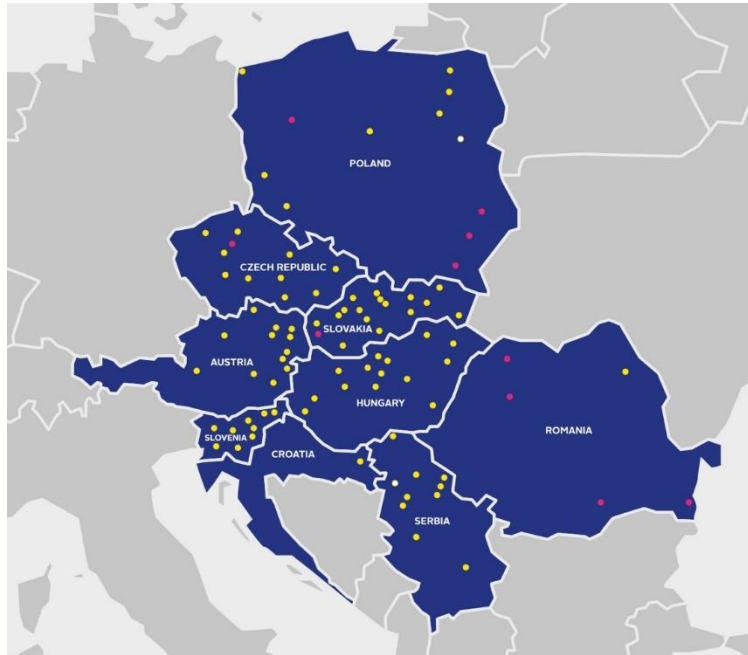 POLAND
CZECH REPUBLIC
SLOVAKIA
AUSTRIA
HUNGARY
ROMANIA
SLOVENIA
CROATIA
SERBIA